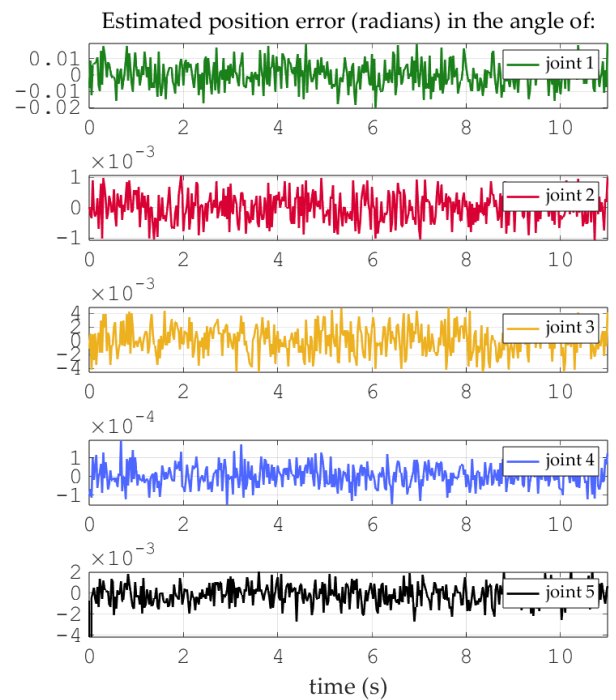 Estimated position error (radians) in the angle of:
0.01
0
-0.01
-0.02
joint 1
0 2 4 6 8 10
×10⁻³
1
0
-1
joint 2
0 2 4 6 8 10
×10⁻³
4
2
0
-2
-4
joint 3
0 2 4 6 8 10
×10⁻⁴
1
0
-1
joint 4
0 2 4 6 8 10
×10⁻³
2
0
-2
-4
joint 5
0 2 4 6 8 10
time (s)